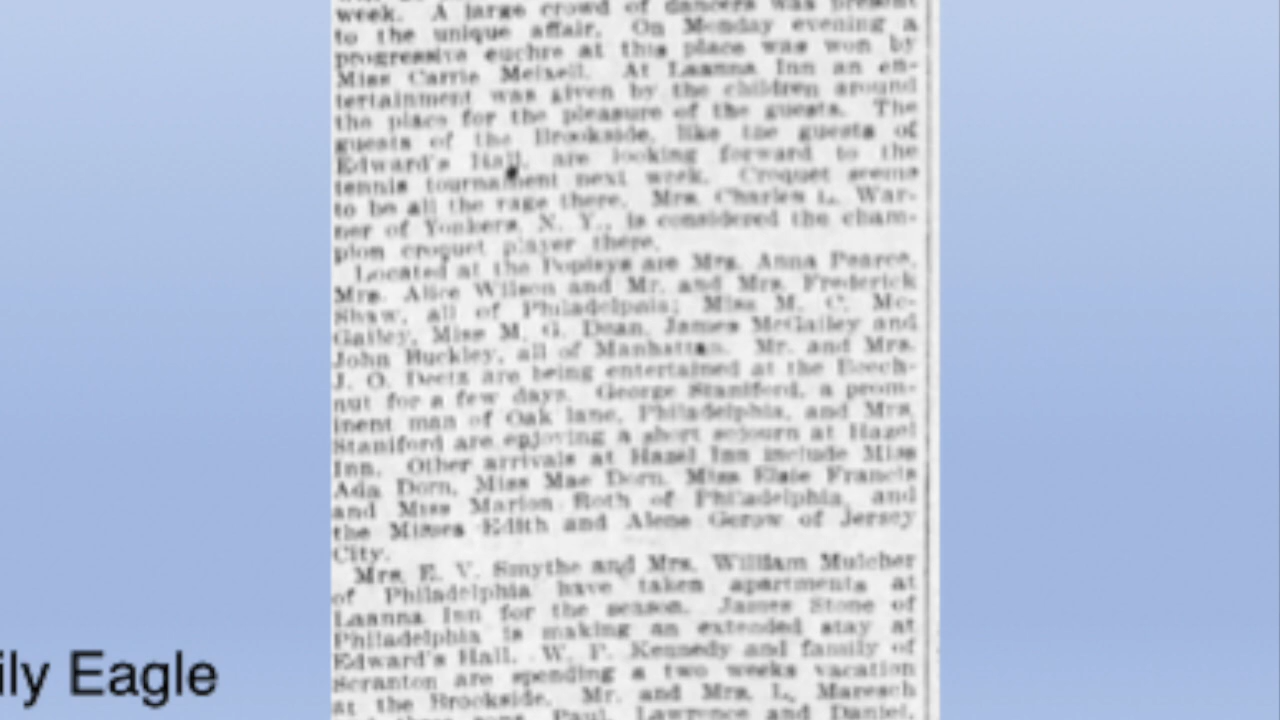 week. A large crowd of dancers was present
to the unique affair. On Monday evening a
progressive euchre at this place was won by
Miss Carrie Meixell. At Laanna Inn an en-
tertainment was given by the children around
the place for the pleasure of the guests. The
guests of the Brookside, like the guests of
Edward's Hall, are looking forward to the
tennis tournament next week. Croquet seems
to be all the rage there. Mrs. Charles L. War-
ner of Yonkers, N. Y., is considered the cham-
pion croquet player there.
Located at the Poplsys are Mrs. Anna Pearce,
Mrs. Alice Wilson and Mr. and Mrs. Frederick
Shaw, all of Philadelphia; Miss M. C. Mc-
Gailey, Miss M. G. Dean, James McGailey and
John Buckley, all of Manhattan. Mr. and Mrs.
J. O. Deetz are being entertained at the Beech-
nut for a few days. George Staniford, a prom-
inent man of Oak lane, Philadelphia, and Mrs.
Staniford are enjoying a short sojourn at Hazel
Inn. Other arrivals at Hazel Inn include Miss
Ada Dorn, Miss Mae Dorn, Miss Elsie Francis
and Miss Marion Roth of Philadelphia, and
the Misses Edith and Alene Gerow of Jersey
City.
Mrs. E. V. Smythe and Mrs. William Mulcher
of Philadelphia have taken apartments at
Laanna Inn for the season. James Stone of
Philadelphia is making an extended stay at
Edward's Hall. W. P. Kennedy and family of
Scranton are spending a two weeks vacation
at the Brookside. Mr. and Mrs. L. Maresch
and three sons, Paul, Lawrence and Daniel,
ily Eagle